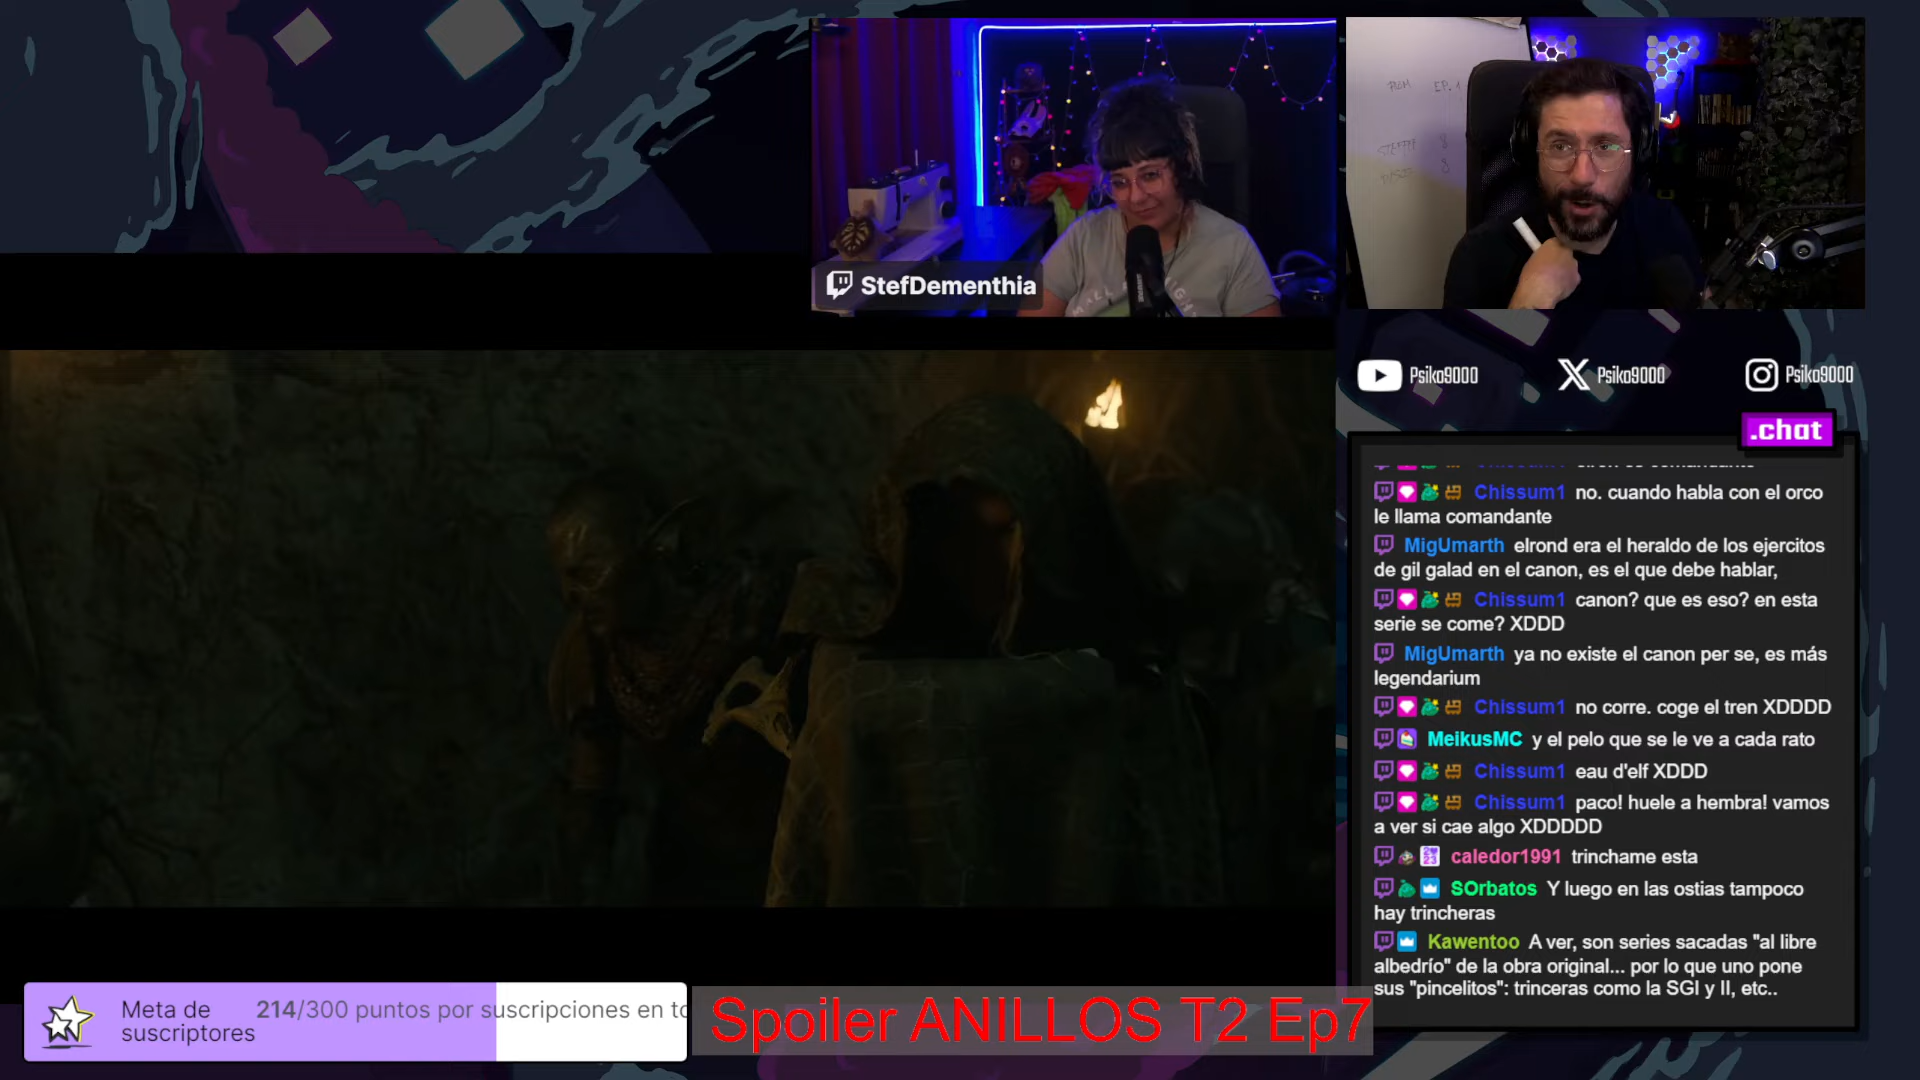 EP. 1
8
8
StefDementhia
Psiko9000
Psiko9000
Psiko9000
.chat
Chissum1 no. cuando habla con el orco
le llama comandante
MigUmarth elrond era el heraldo de los ejercitos
de gil galad en el canon, es el que debe hablar,
Chissum1 canon? que es eso? en esta
serie se come? XDDD
MigUmarth ya no existe el canon per se, es más
legendarium
Chissum1 no corre. coge el tren XDDDD
MeikusMC y el pelo que se le ve a cada rato
Chissum1 eau d'elf XDDD
Chissum1 paco! huele a hembra! vamos
a ver si cae algo XDDDDD
caledor1991 trinchame esta
SOrbatos Y luego en las ostias tampoco
hay trincheras
Kawentoo A ver, son series sacadas "al libre
albedrío" de la obra original... por lo que uno pone
sus "pincelitos": trinceras como la SGI y II, etc..
Meta de
suscriptores
214/300 puntos por suscripciones en to
Spoiler ANILLOS T2 Ep7